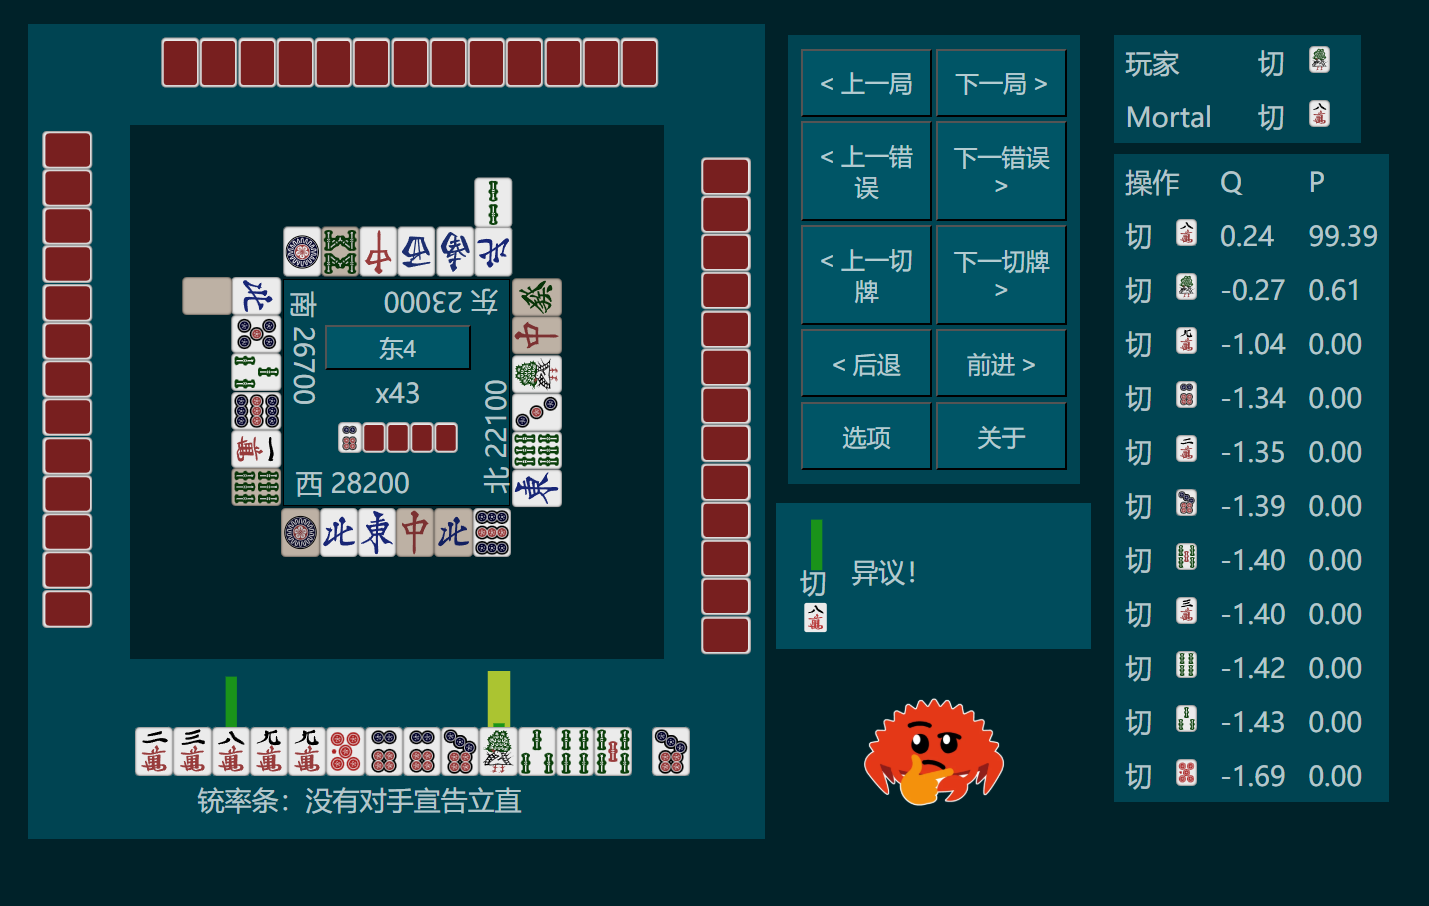 < 上一局
下一局 >
< 上一错
误
下一错误
>
< 上一切
牌
下一切牌
>
< 后退
前进 >
选项
关于
玩家 切
Mortal 切
操作 Q P
切 0.24 99.39
切 -0.27 0.61
切 -1.04 0.00
切 -1.34 0.00
切 -1.35 0.00
切 -1.39 0.00
切 -1.40 0.00
切 -1.40 0.00
切 -1.42 0.00
切 -1.43 0.00
切 -1.69 0.00
东 23000
南 26700
东4
x43
北 22100
西 28200
切
异议！
铳率条：没有对手宣告立直